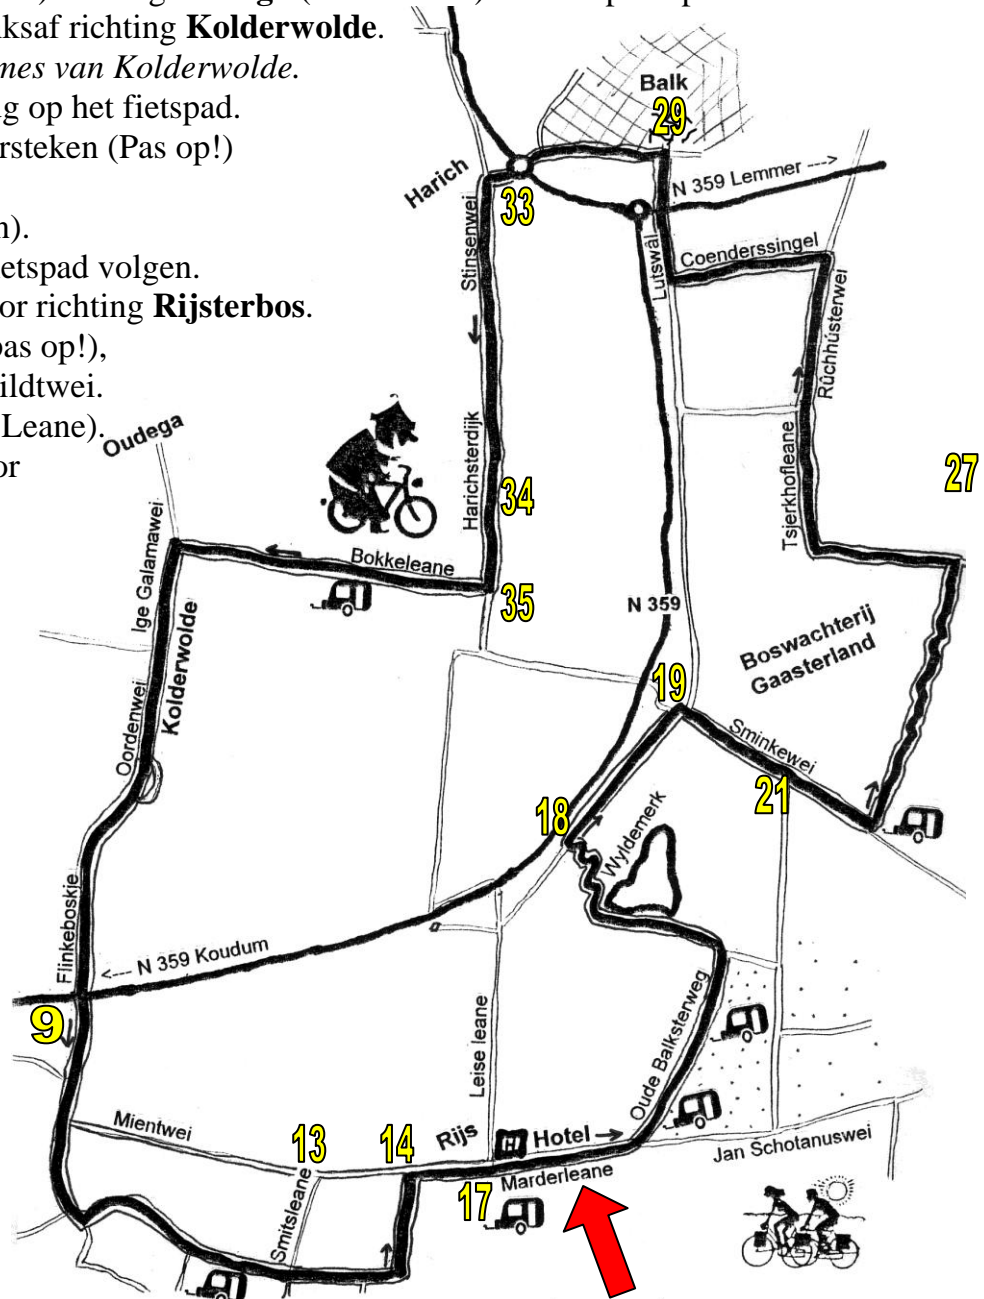 ksaf richting Kolderwolde.
mes van Kolderwolde.
g op het fietspad.
rsteken (Pas op!)
n).
etspad volgen.
or richting Rijsterbos.
pas op!),
ildtwei.
Leane).
or
Balk
29
Harich
33
N 359 Lemmer --->
Stinsenwei
Lutswâl
Coenderssingel
Rûchhústerwei
Oudega
Harichsterdijk
34
Tsjerkhofleane
27
Ige Galamawei
Bokkeleane
35
N 359
Kolderwolde
Boswachterij
Gaasterland
19
Oordenwei
Sminkewei
21
18
Wyldemerk
Flinkeboskje
<--- N 359 Koudum
9
Leise leane
Oude Balksterweg
Mientwei
13
14
Rijs
H Hotel
Jan Schotanuswei
17
Marderleane
Smitsleane